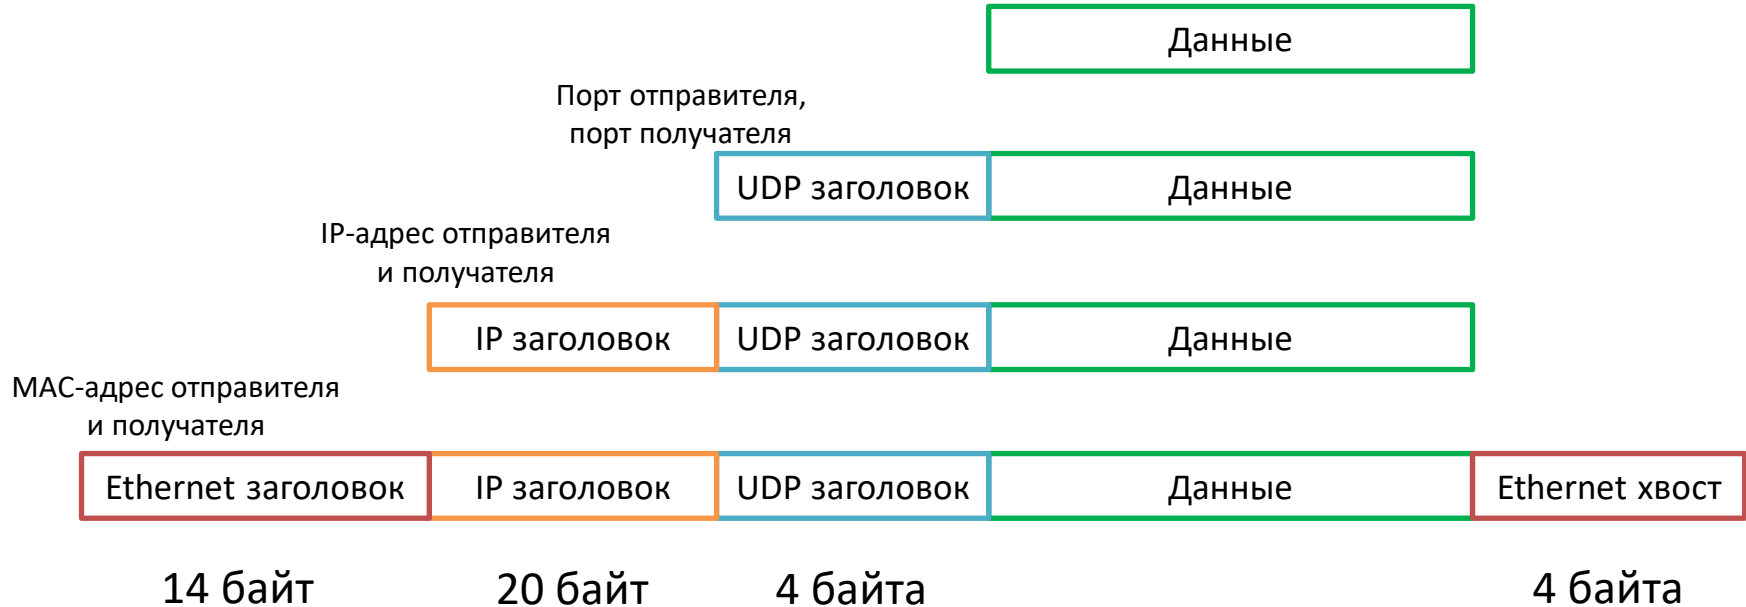 Данные
Порт отправителя,
порт получателя
UDP заголовок Данные
IP-адрес отправителя
и получателя
IP заголовок UDP заголовок Данные
MAC-адрес отправителя
и получателя
Ethernet заголовок IP заголовок UDP заголовок Данные Ethernet хвост
14 байт 20 байт 4 байта 4 байта